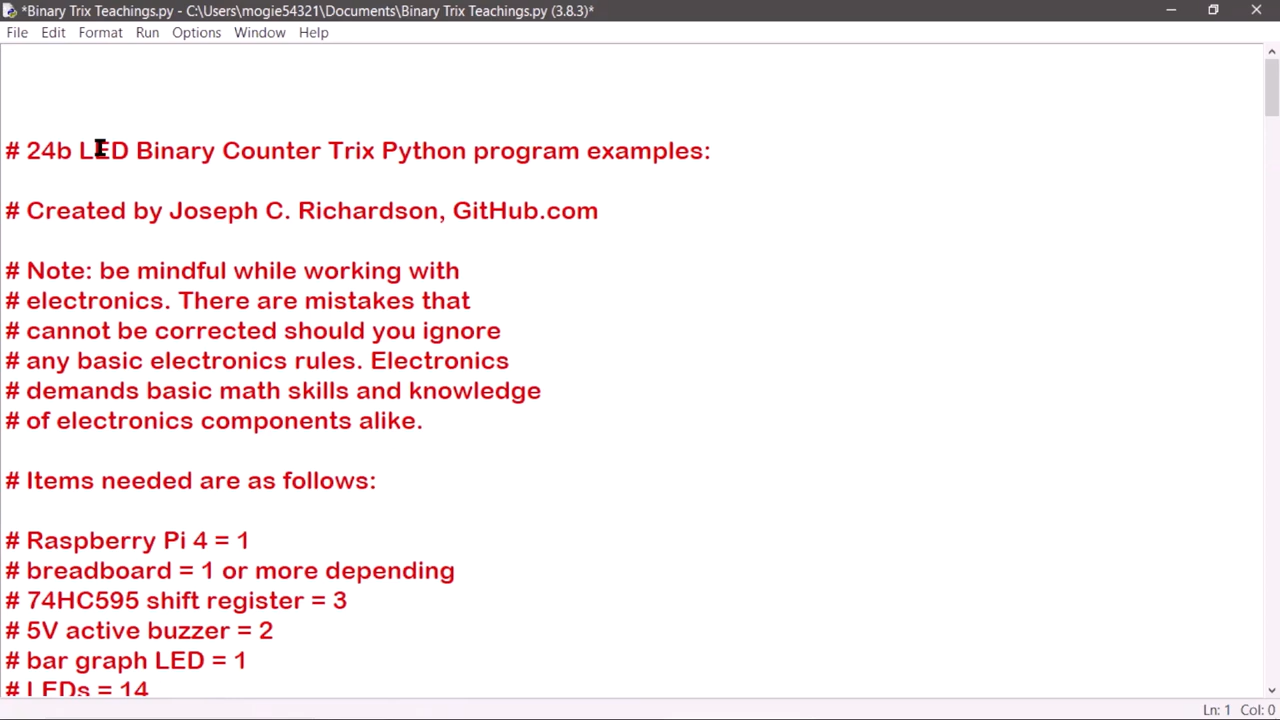 *Binary Trix Teachings.py - C:\Users\mogie54321\Documents\Binary Trix Teachings.py (3.8.3)*
File Edit Format Run Options Window Help
# 24b LED Binary Counter Trix Python program examples:
# Created by Joseph C. Richardson, GitHub.com
# Note: be mindful while working with
# electronics. There are mistakes that
# cannot be corrected should you ignore
# any basic electronics rules. Electronics
# demands basic math skills and knowledge
# of electronics components alike.
# Items needed are as follows:
# Raspberry Pi 4 = 1
# breadboard = 1 or more depending
# 74HC595 shift register = 3
# 5V active buzzer = 2
# bar graph LED = 1
# LEDs = 14
Ln: 1 Col: 0